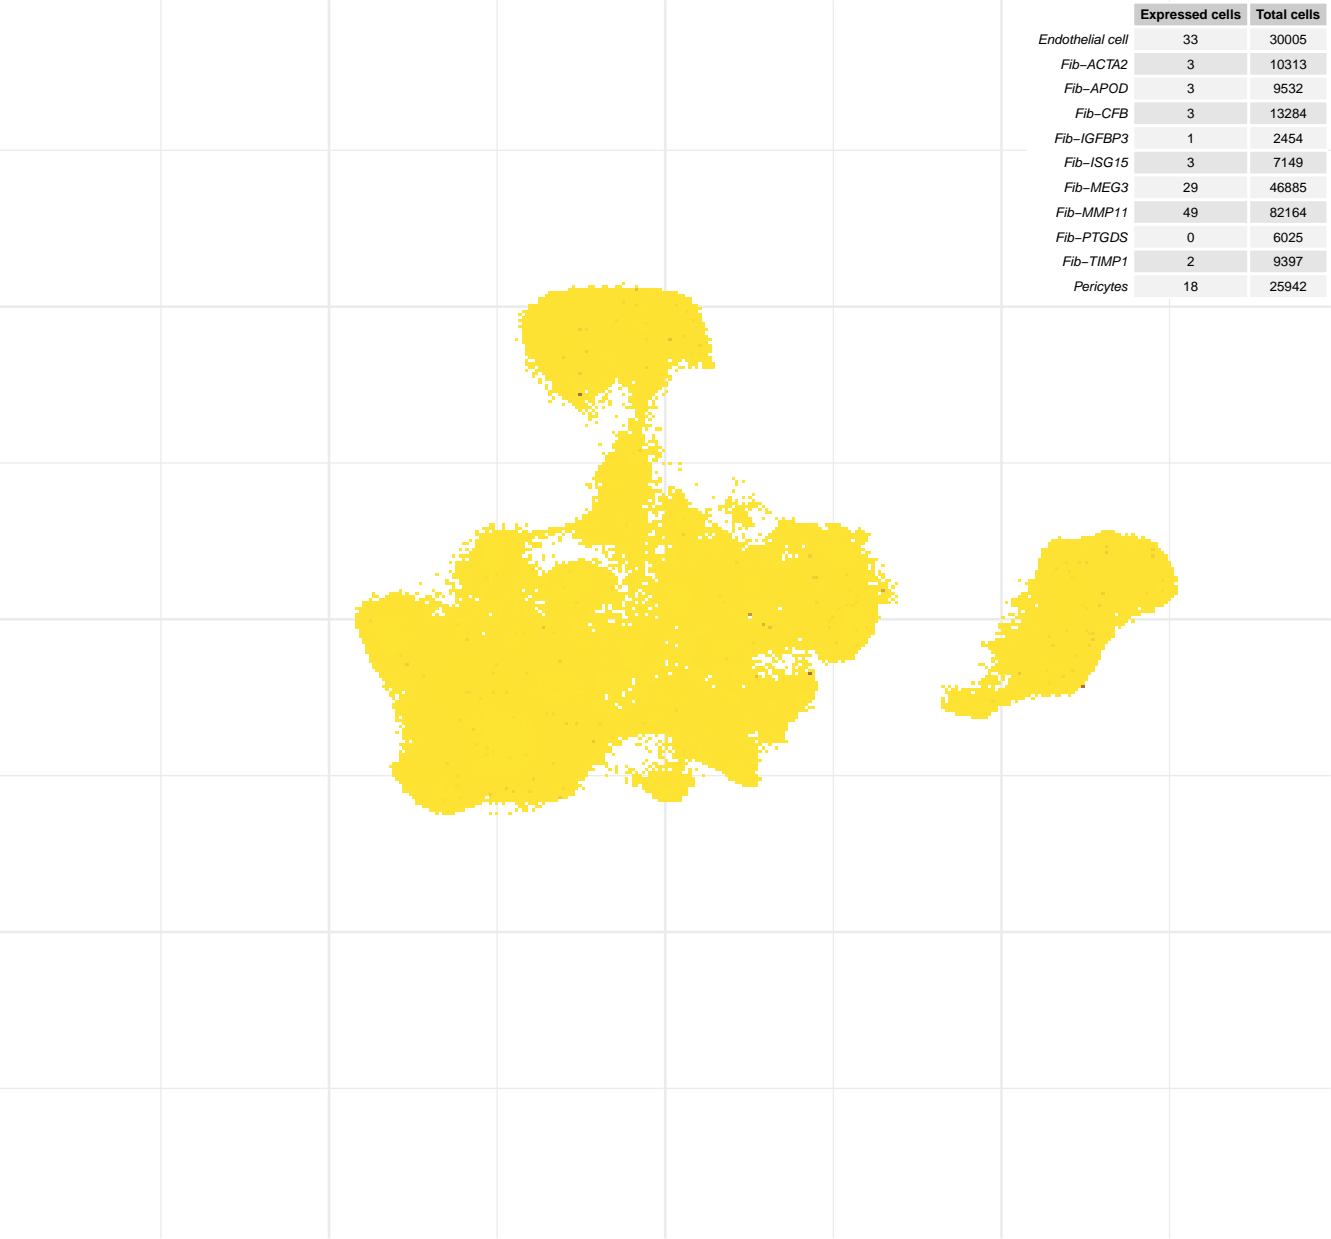 Expressed cells Total cells
Endothelial cell 33 30005
Fib−ACTA2 3 10313
Fib−APOD 3 9532
Fib−CFB 3 13284
Fib−IGFBP3 1 2454
Fib−ISG15 3 7149
Fib−MEG3 29 46885
Fib−MMP11 49 82164
Fib−PTGDS 0 6025
Fib−TIMP1 2 9397
Pericytes 18 25942